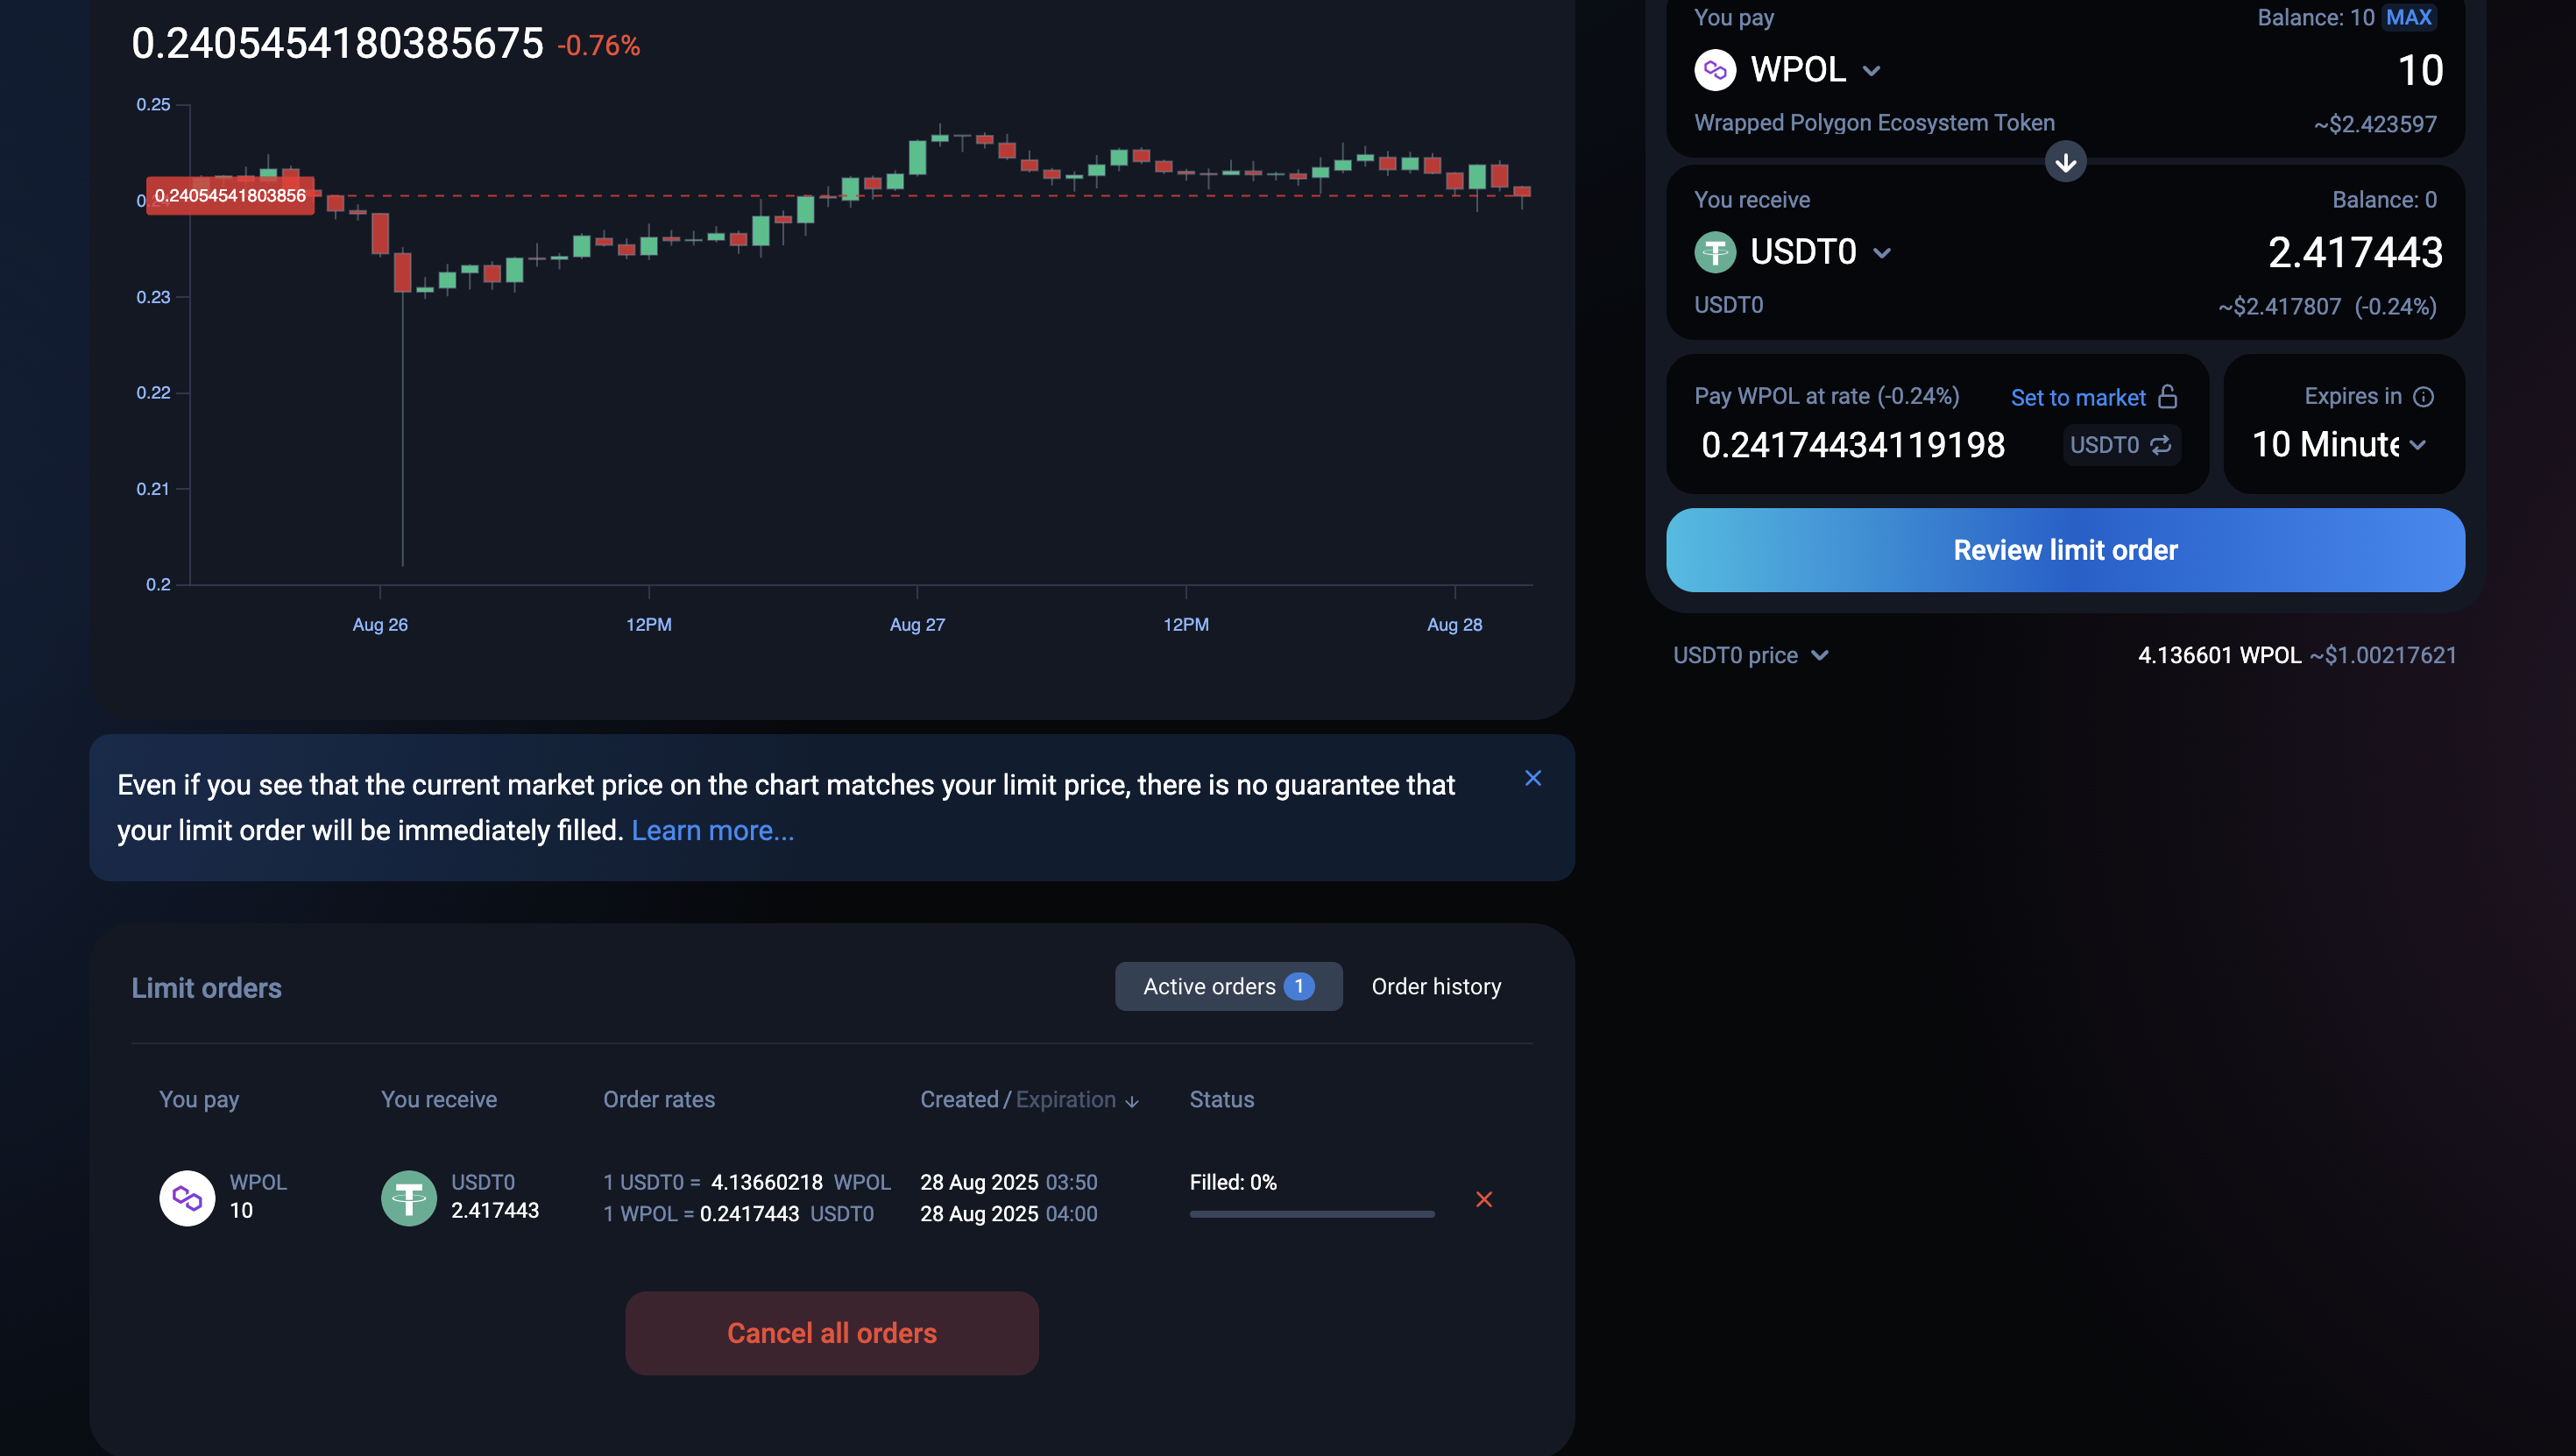 0.2405454180385675 -0.76%
0.25
0.24054541803856
0.23
0.22
0.21
0.2
Aug 26
12PM
Aug 27
12PM
Aug 28
You pay
Balance: 10 MAX
WPOL
10
Wrapped Polygon Ecosystem Token
~$2.423597
You receive
Balance: 0
USDT0
2.417443
USDT0
~$2.417807 (-0.24%)
Pay WPOL at rate (-0.24%)
Set to market
0.24174434119198
USDT0
Expires in
10 Minute
Review limit order
USDT0 price
4.136601 WPOL ~$1.00217621
Even if you see that the current market price on the chart matches your limit price, there is no guarantee that
your limit order will be immediately filled. Learn more...
Limit orders
Active orders 1
Order history
You pay
You receive
Order rates
Created / Expiration
Status
WPOL
10
USDT0
2.417443
1 USDT0 = 4.13660218 WPOL
1 WPOL = 0.2417443 USDT0
28 Aug 2025 03:50
28 Aug 2025 04:00
Filled: 0%
Cancel all orders